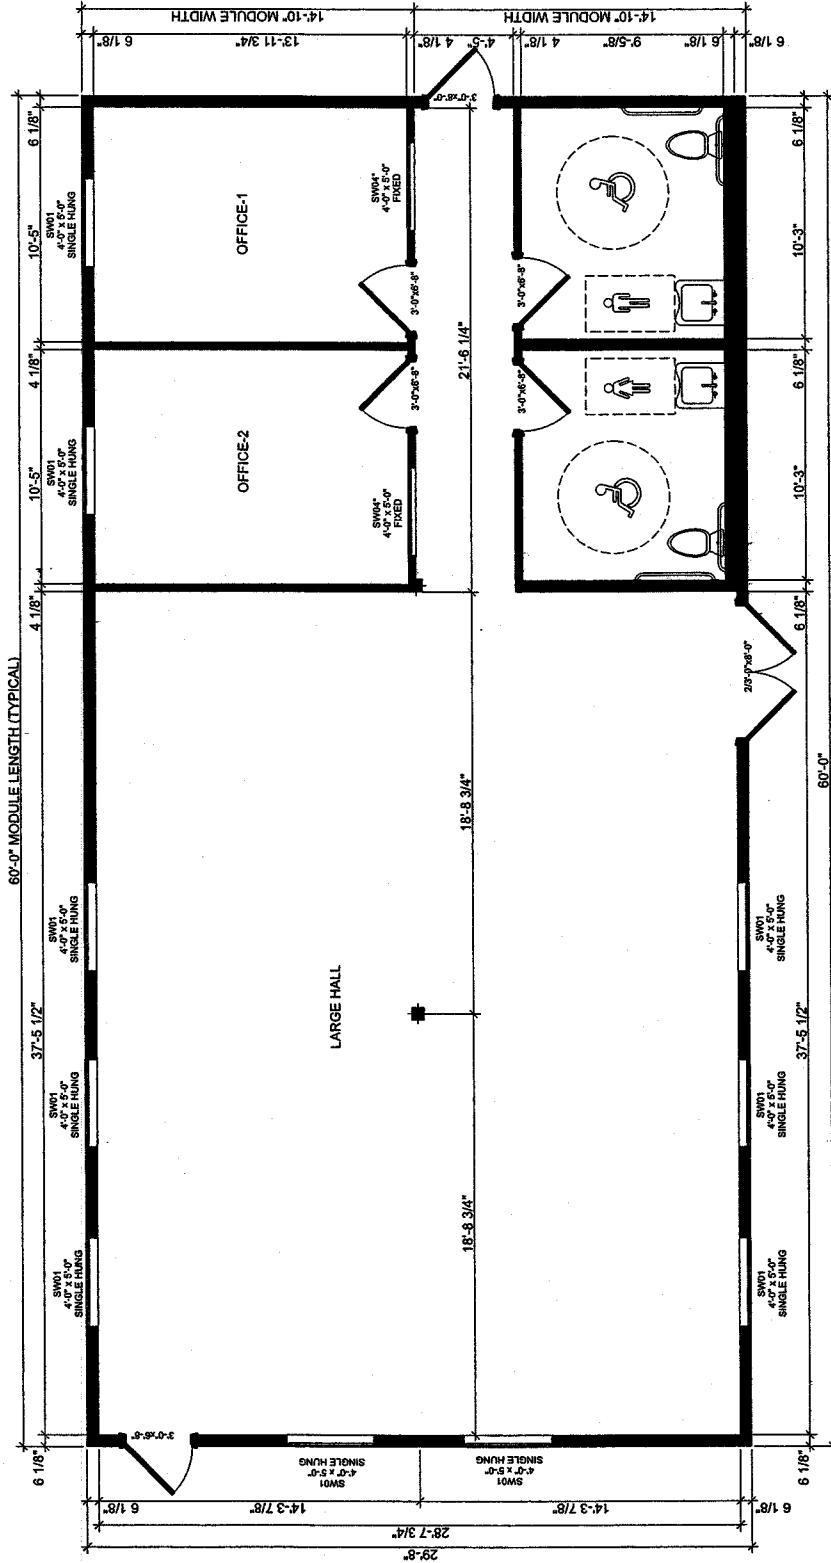 14'-10" MODULE WIDTH
14'-10" MODULE WIDTH
6 1/8"
13'-11 3/4"
4 1/8"
4'-5"
4 1/8"
9'-5/8"
6 1/8"
6 1/8"
60'-0" MODULE LENGTH (TYPICAL)
6 1/8"
10'-5"
4 1/8"
10'-5"
4 1/8"
37'-5 1/2"
6 1/8"
SW01
4'-0" x 5'-0"
SINGLE HUNG
SW01
4'-0" x 5'-0"
SINGLE HUNG
SW01
4'-0" x 5'-0"
SINGLE HUNG
SW01
4'-0" x 5'-0"
SINGLE HUNG
SW01
4'-0" x 5'-0"
SINGLE HUNG
OFFICE-1
OFFICE-2
LARGE HALL
SW04"
4'-0" x 5'-0"
FIXED
SW04"
4'-0" x 5'-0"
FIXED
3'-0"x6'-8"
3'-0"x6'-8"
21'-6 1/4"
18'-8 3/4"
18'-8 3/4"
3'-0"x6'-8"
3'-0"x6'-8"
2/3'-0"x8'-0"
SW01
4'-0" x 5'-0"
SINGLE HUNG
SW01
4'-0" x 5'-0"
SINGLE HUNG
SW01
4'-0" x 5'-0"
SINGLE HUNG
6 1/8"
10'-3"
6 1/8"
10'-3"
6 1/8"
37'-5 1/2"
6 1/8"
60'-0"
3'-0"x6'-8"
SW01
4'-0" x 5'-0"
SINGLE HUNG
SW01
4'-0" x 5'-0"
SINGLE HUNG
6 1/8"
14'-3 7/8"
14'-3 7/8"
6 1/8"
28'-7 3/4"
29'-8"